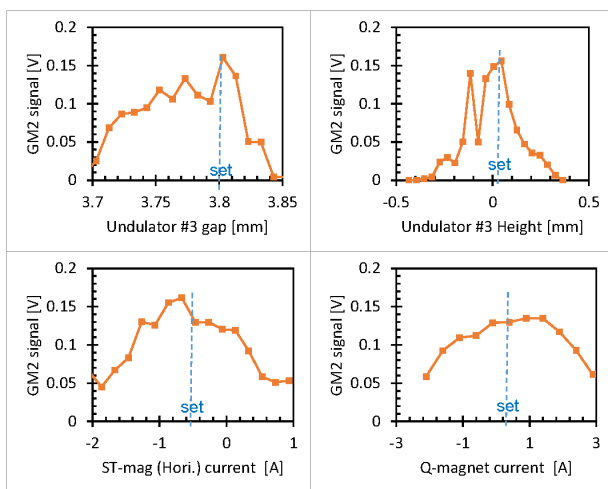 0.2
0.15
0.1
0.05
0
GM2 signal [V]
set
3.7
3.75
3.8
3.85
Undulator #3 gap [mm]
0.2
0.15
0.1
0.05
0
GM2 signal [V]
set
-0.5
0
0.5
Undulator #3 Height [mm]
0.2
0.15
0.1
0.05
0
GM2 signal [V]
set
-2
-1
0
1
ST-mag (Hori.) current [A]
0.2
0.15
0.1
0.05
0
GM2 signal [V]
set
-3
-1
1
3
Q-magnet current [A]